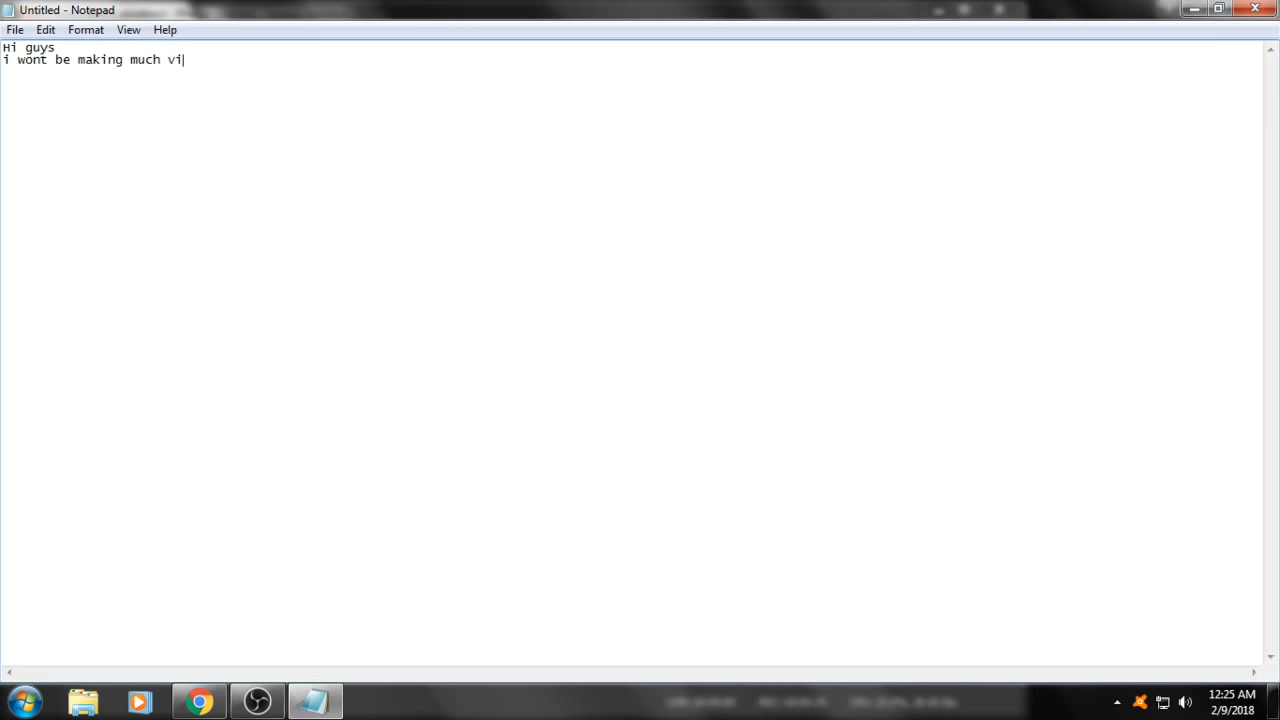 Untitled - Notepad
File Edit Format View Help
Hi guys
i wont be making much vi
12:25 AM
2/9/2018